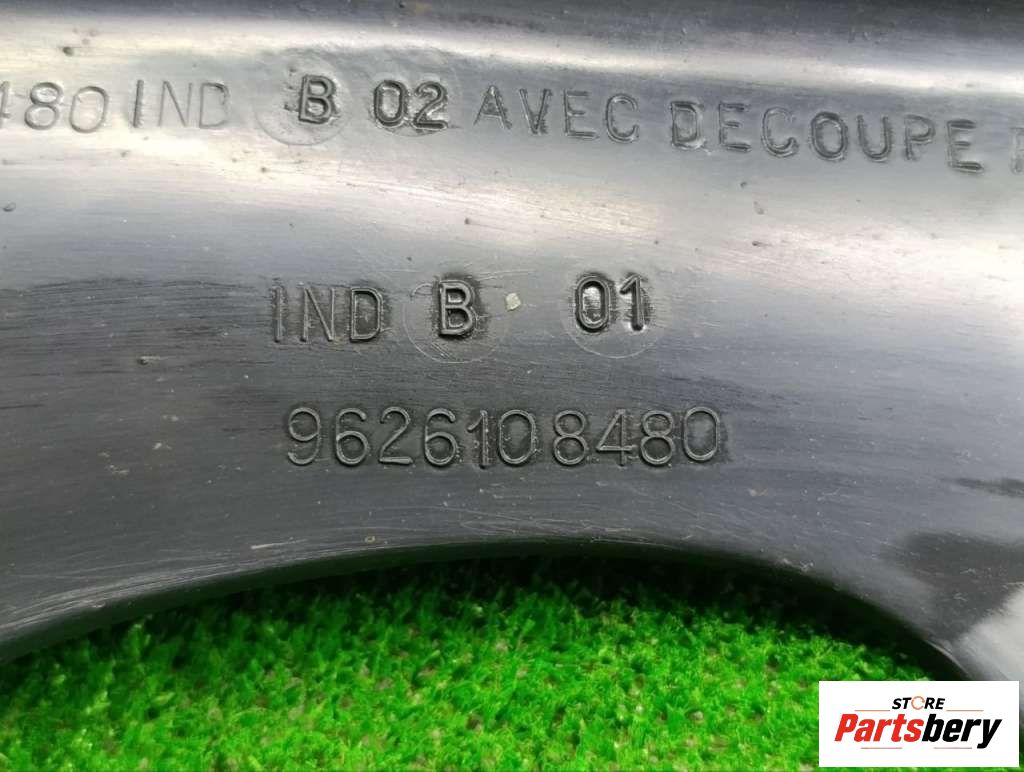 480 IND B 02 AVEC DECOUPE
IND B 01
9626108480
STORE
Partsbery